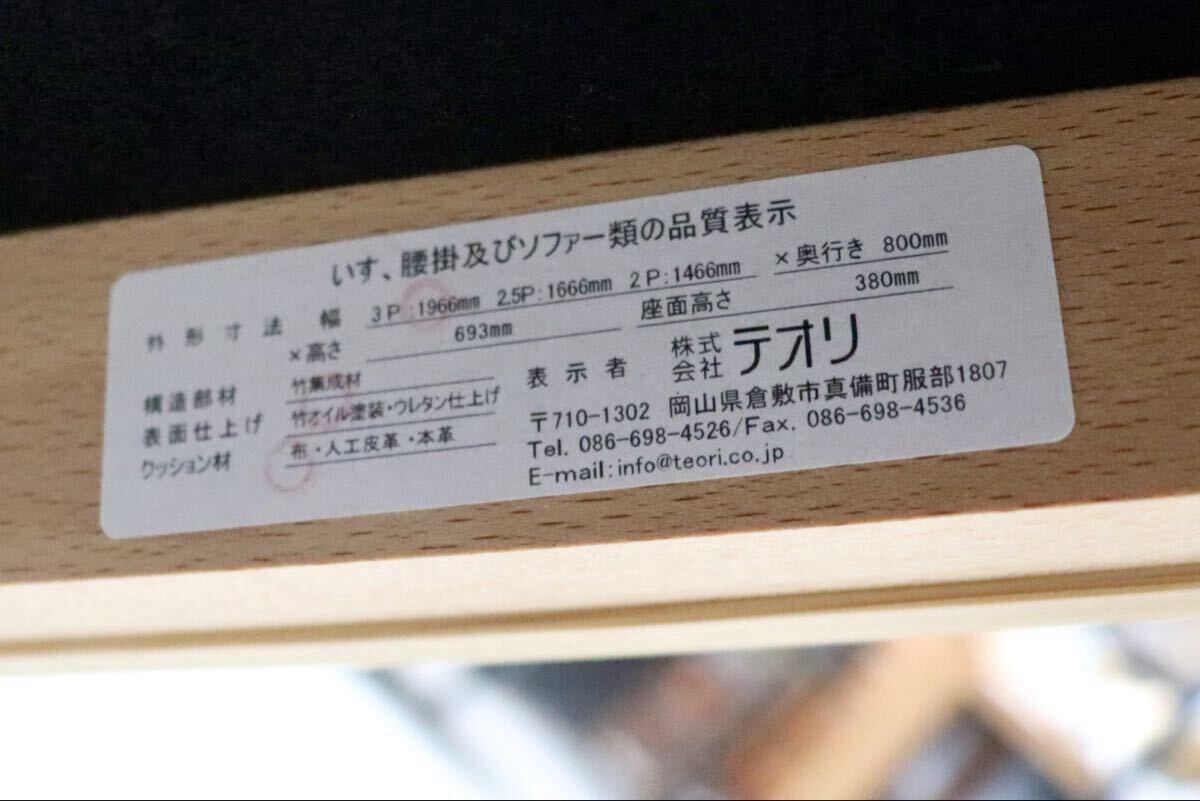 いす、腰掛及びソファー類の品質表示
外形寸法 幅 3P:1966mm 2.5P:1666mm 2P:1466mm ×奥行き 800mm
×高さ 693mm 座面高さ 380mm
構造部材 竹集成材
表面仕上げ 竹オイル塗装・ウレタン仕上げ
クッション材 布・人工皮革・本革
表示者 株式会社 テオリ
〒710-1302 岡山県倉敷市真備町服部1807
Tel. 086-698-4526/Fax. 086-698-4536
E-mail:info@teori.co.jp